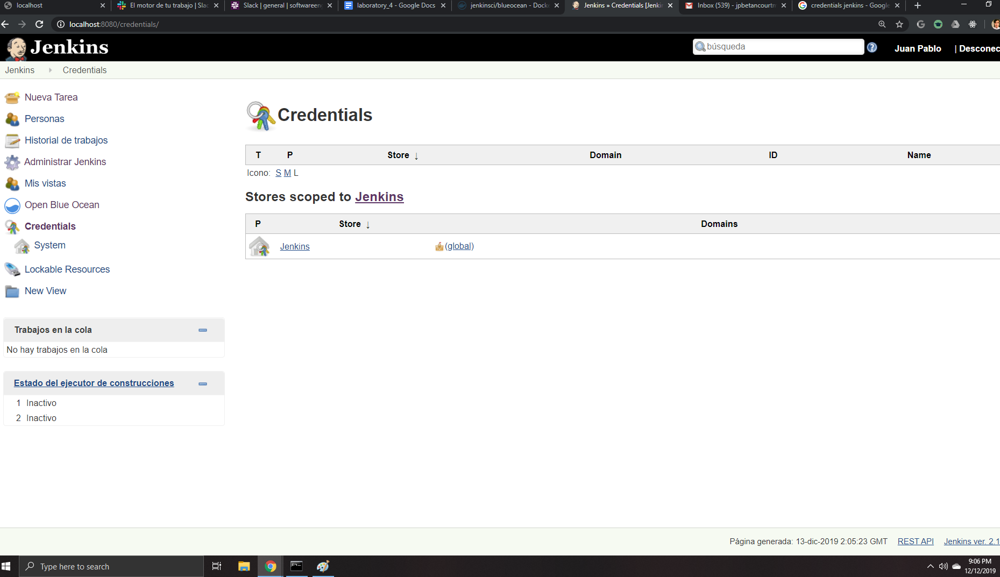 localhost
El motor de tu trabajo | Slac
Slack | general | softwareen
laboratory_4 - Google Docs
jenkinsci/blueocean - Docke
Jenkins » Credentials [Jenki
Inbox (539) - jpbetancourtm
credentials jenkins - Google
localhost:8080/credentials/
Jenkins
búsqueda
Juan Pablo
| Desconec
Jenkins
Credentials
Nueva Tarea
Personas
Historial de trabajos
Administrar Jenkins
Mis vistas
Open Blue Ocean
Credentials
System
Lockable Resources
New View
Trabajos en la cola
No hay trabajos en la cola
Estado del ejecutor de construcciones
1 Inactivo
2 Inactivo
Credentials
T P Store ↓ Domain ID Name
Icono: S M L
Stores scoped to Jenkins
P Store ↓ Domains
Jenkins (global)
Página generada: 13-dic-2019 2:05:23 GMT REST API Jenkins ver. 2.1
Type here to search
9:06 PM
12/12/2019